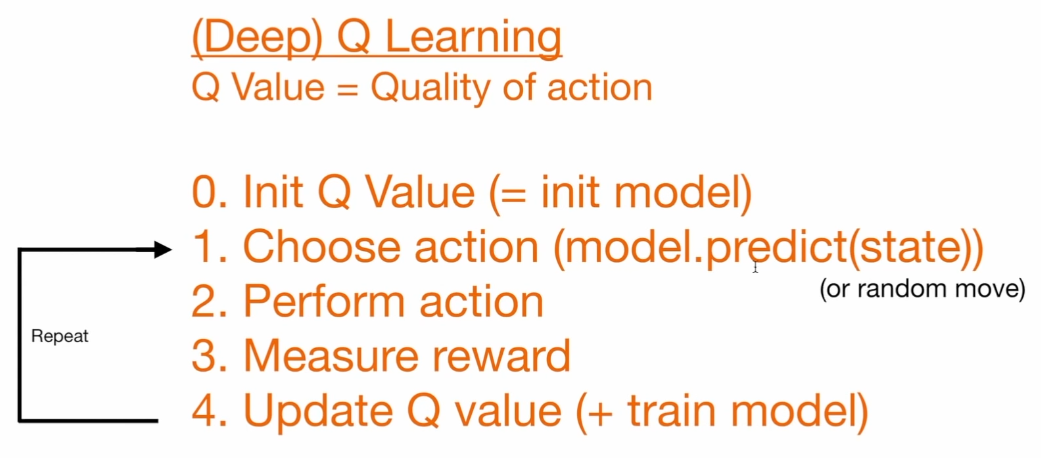 (Deep) Q Learning
Q Value = Quality of action
0. Init Q Value (= init model)
1. Choose action (model.predict(state))
(or random move)
2. Perform action
Repeat
3. Measure reward
4. Update Q value (+ train model)